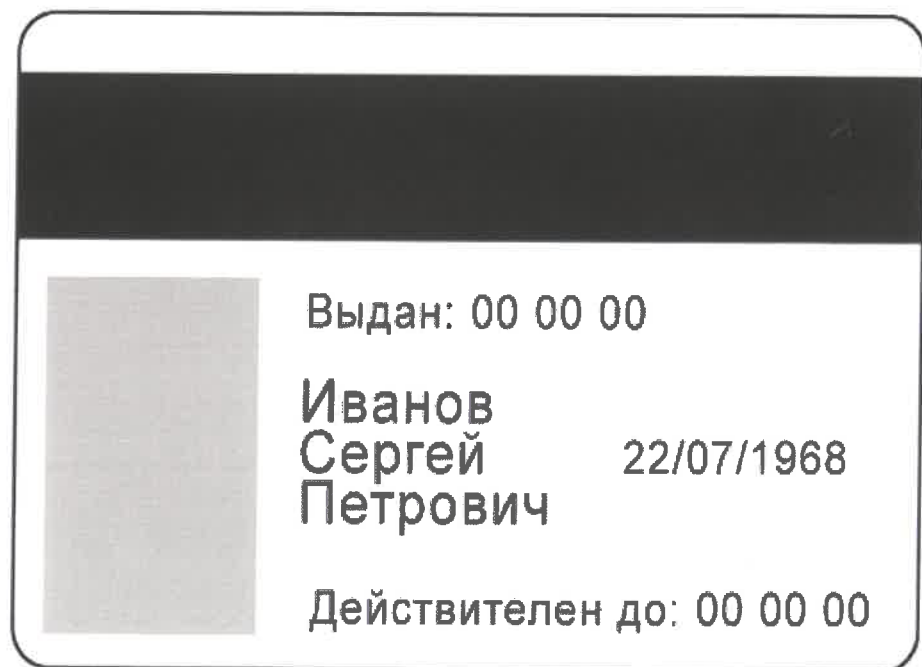 Выдан: 00 00 00
Иванов
Сергей 22/07/1968
Петрович
Действителен до: 00 00 00